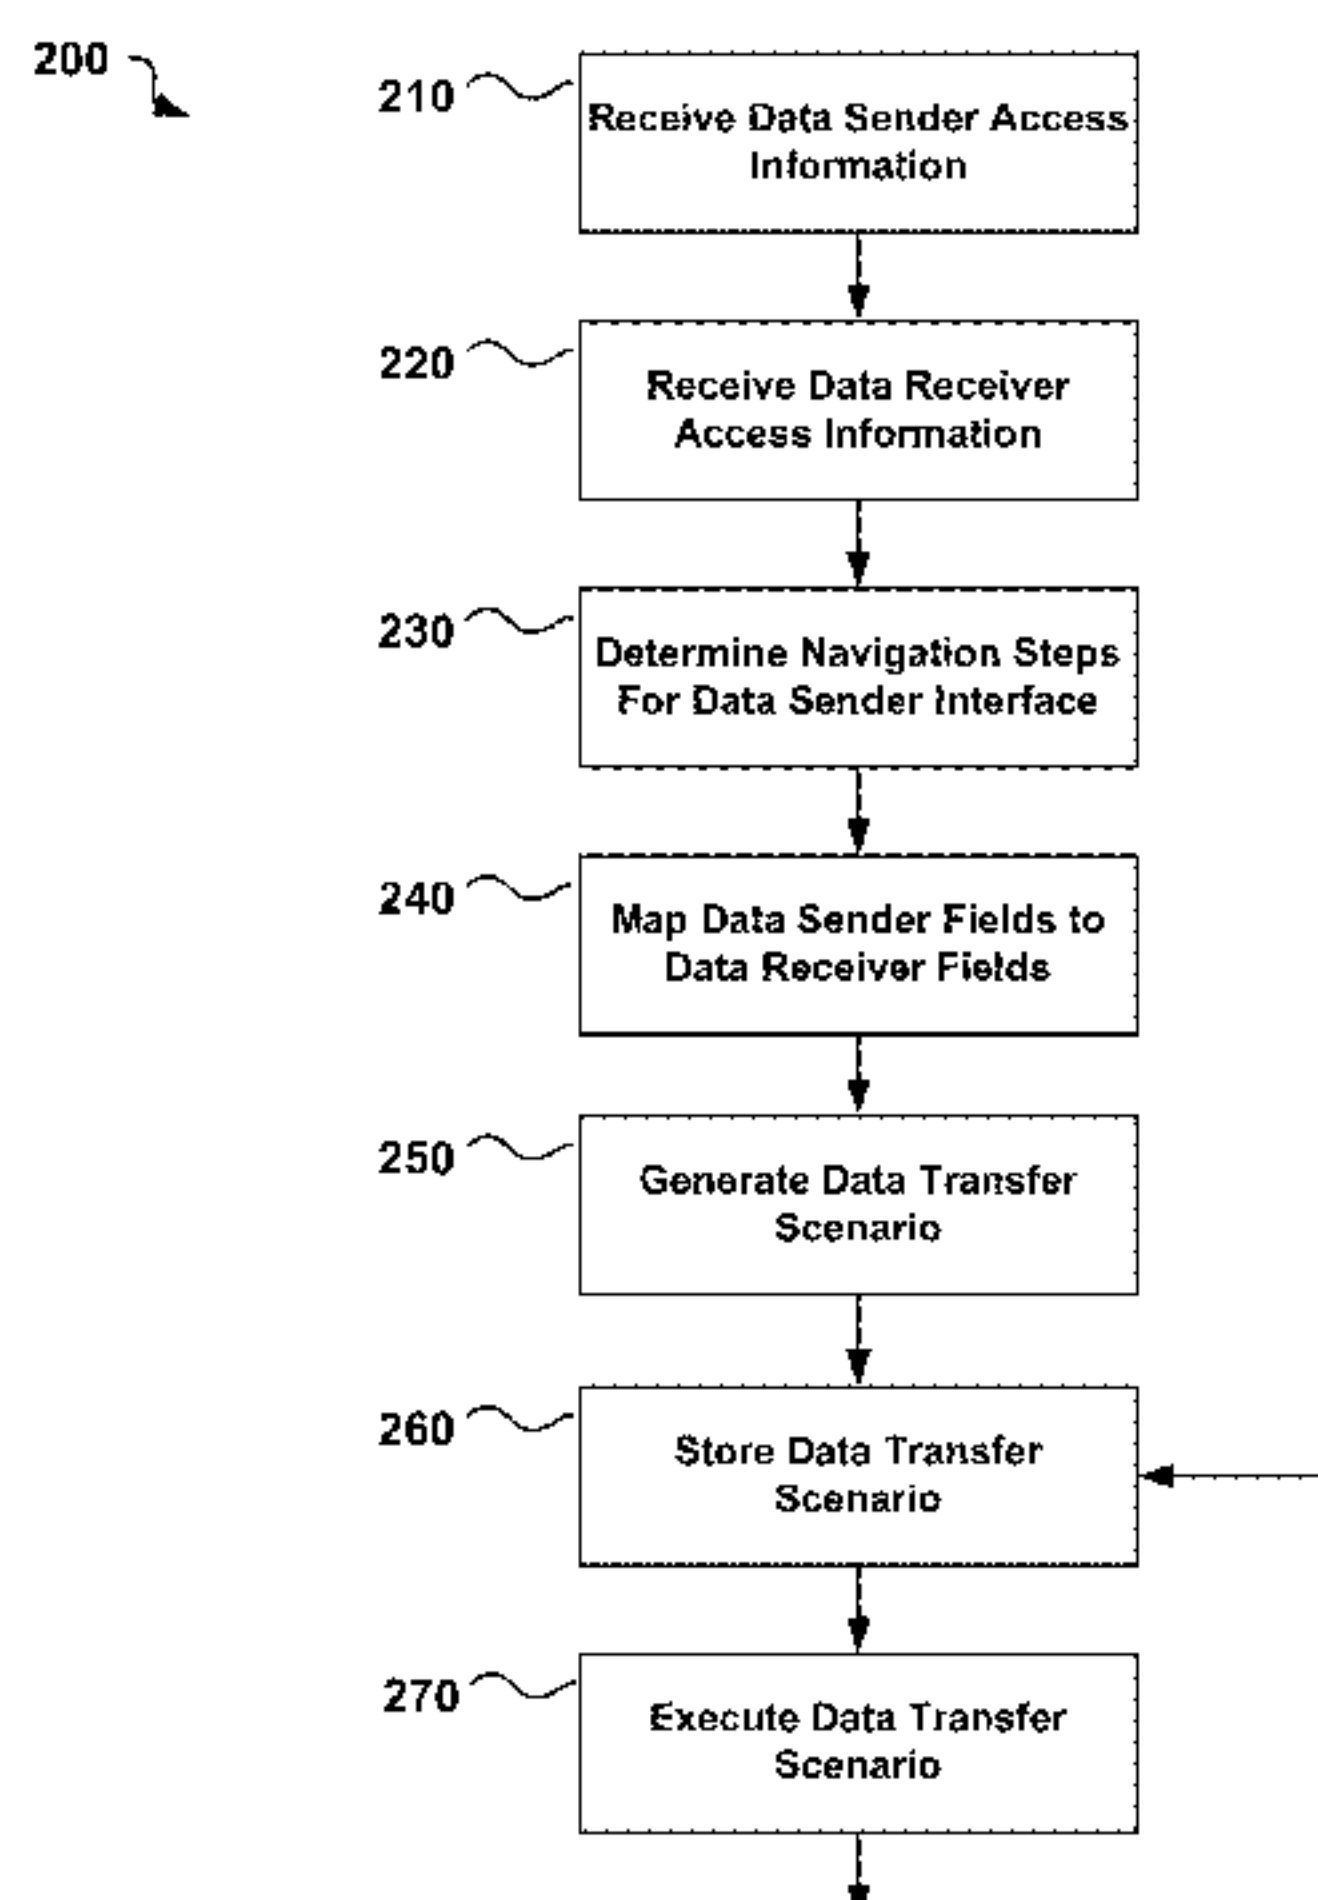 200
210
Receive Data Sender Access
Information
220
Receive Data Receiver
Access Information
230
Determine Navigation Steps
For Data Sender Interface
240
Map Data Sender Fields to
Data Receiver Fields
250
Generate Data Transfer
Scenario
260
Store Data Transfer
Scenario
270
Execute Data Transfer
Scenario